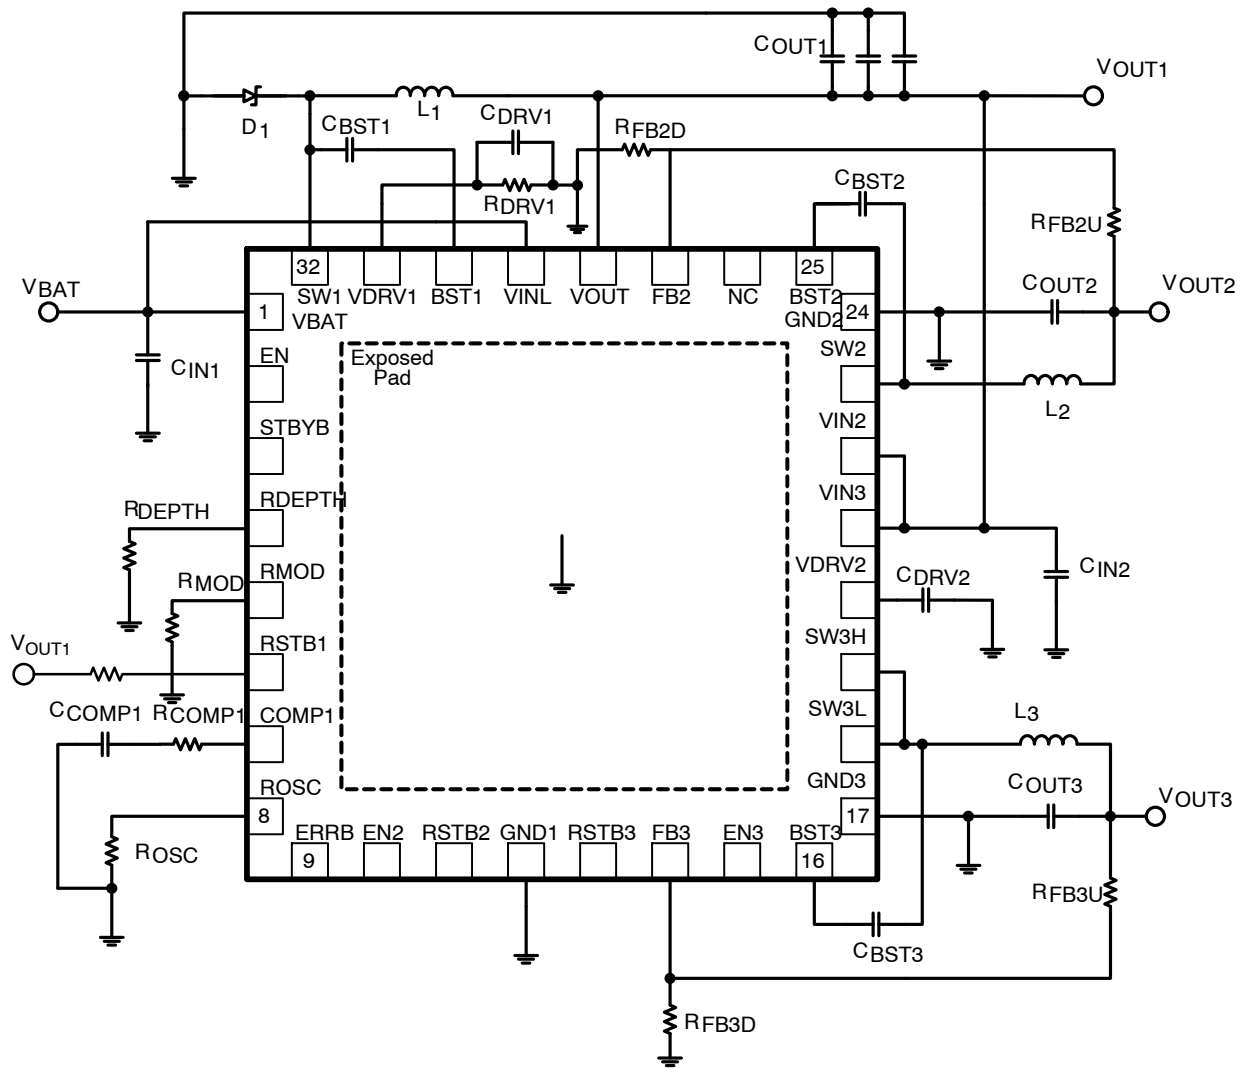 COUT1
VOUT1
D1
L1
CBST1
CDRV1
RDRV1
RFB2D
CBST2
RFB2U
VBAT
32
SW1
VDRV1
BST1
VINL
VOUT
FB2
NC
25
BST2
COUT2
VOUT2
1
VBAT
GND2
24
CIN1
EN
Exposed
Pad
SW2
L2
STBYB
VIN2
RDEPTH
RDEPTH
VIN3
RMOD
RMOD
VDRV2
CDRV2
CIN2
VOUT1
RSTB1
SW3H
CCOMP1
RCOMP1
COMP1
SW3L
L3
ROSC
8
GND3
17
COUT3
VOUT3
ROSC
ERRB
9
EN2
RSTB2
GND1
RSTB3
FB3
EN3
BST3
16
RFB3U
CBST3
RFB3D